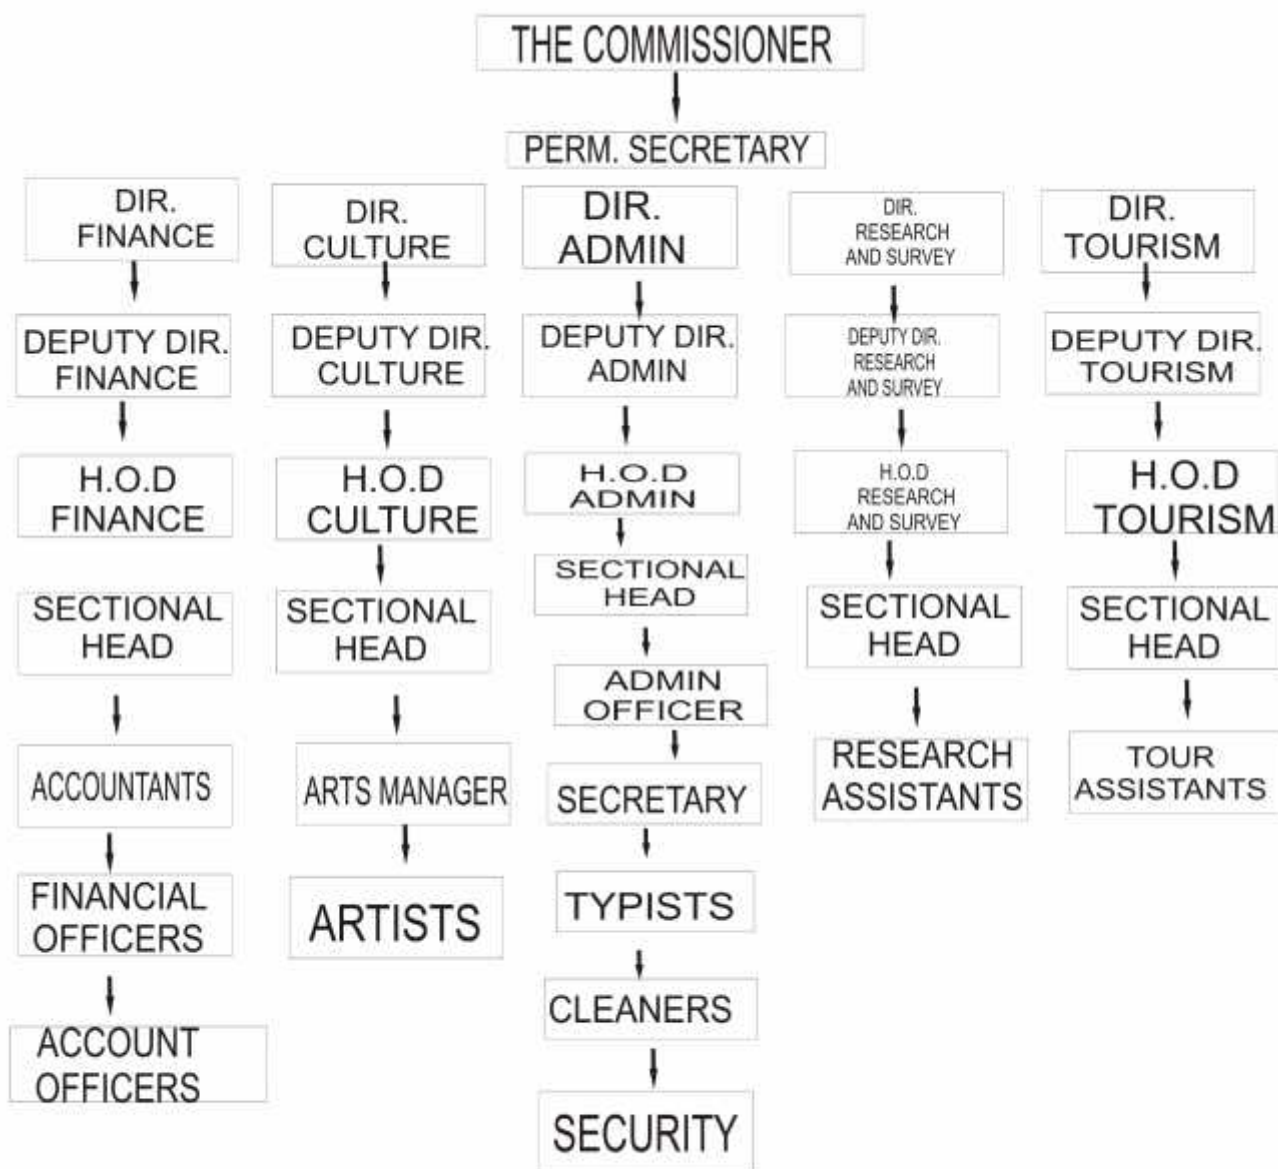 THE COMMISSIONER
PERM. SECRETARY
DIR.
FINANCE
DEPUTY DIR.
FINANCE
H.O.D
FINANCE
SECTIONAL
HEAD
ACCOUNTANTS
FINANCIAL
OFFICERS
ACCOUNT
OFFICERS
DIR.
CULTURE
DEPUTY DIR.
CULTURE
H.O.D
CULTURE
SECTIONAL
HEAD
ARTS MANAGER
ARTISTS
DIR.
ADMIN
DEPUTY DIR.
ADMIN
H.O.D
ADMIN
SECTIONAL
HEAD
ADMIN
OFFICER
SECRETARY
TYPISTS
CLEANERS
SECURITY
DIR.
RESEARCH
AND SURVEY
DEPUTY DIR.
RESEARCH
AND SURVEY
H.O.D
RESEARCH
AND SURVEY
SECTIONAL
HEAD
RESEARCH
ASSISTANTS
DIR.
TOURISM
DEPUTY DIR.
TOURISM
H.O.D
TOURISM
SECTIONAL
HEAD
TOUR
ASSISTANTS